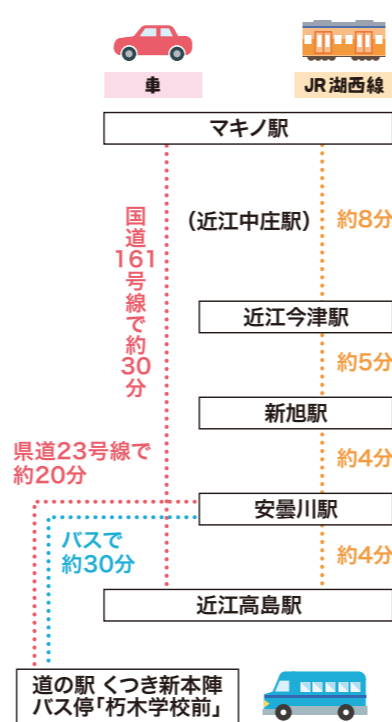 車
JR湖西線
マキノ駅
国道161号線で約30分
(近江中庄駅)
約8分
近江今津駅
約5分
新旭駅
約4分
県道23号線で
約20分
安曇川駅
バスで
約30分
約4分
近江高島駅
道の駅 くつき新本陣
バス停「朽木学校前」